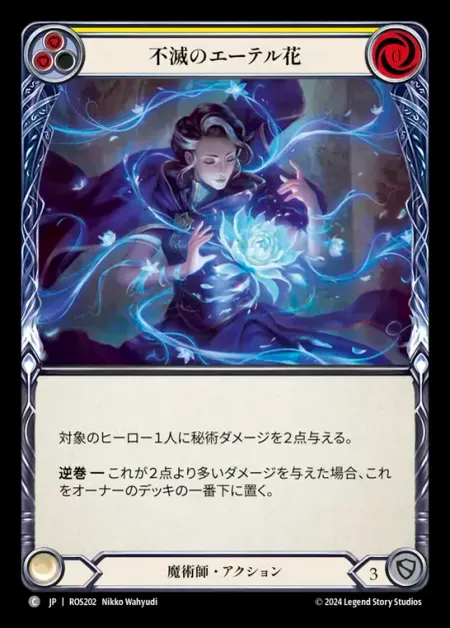 不滅のエーテル花
0
対象のヒーロー1人に秘術ダメージを2点与える。
逆巻 ー これが2点より多いダメージを与えた場合、これ
をオーナーのデッキの一番下に置く。
魔術師・アクション
3
C JP | ROS202 Nikko Wahyudi
© 2024 Legend Story Studios